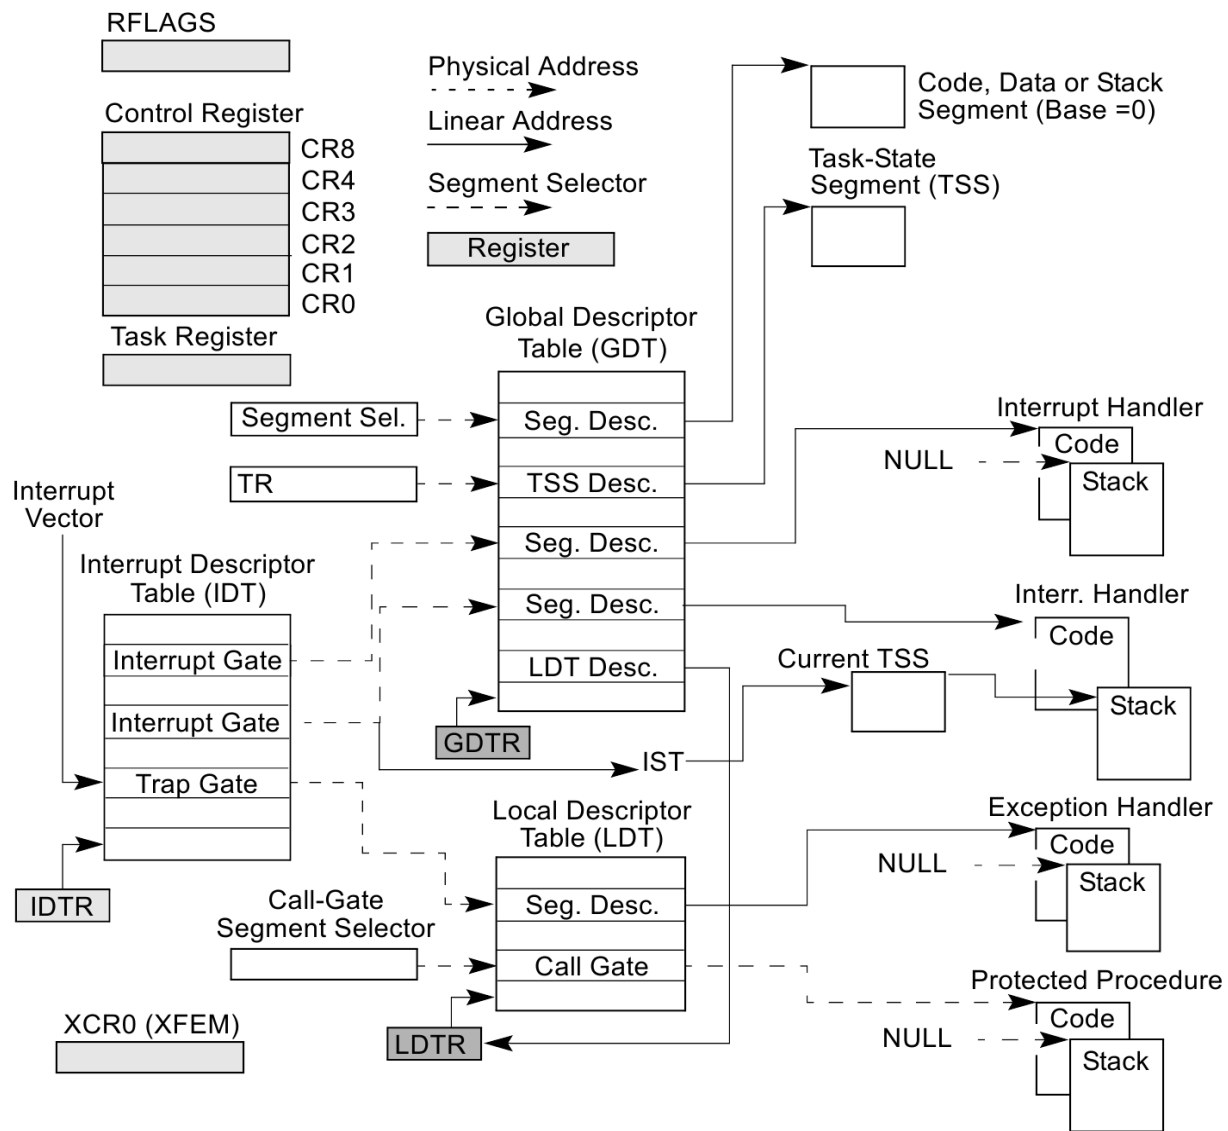 RFLAGS
Control Register
CR8
CR4
CR3
CR2
CR1
CR0
Task Register
Physical Address
Linear Address
Segment Selector
Register
Code, Data or Stack
Segment (Base =0)
Task-State
Segment (TSS)
Global Descriptor
Table (GDT)
Segment Sel.
Seg. Desc.
TR
TSS Desc.
Seg. Desc.
Seg. Desc.
LDT Desc.
GDTR
Interrupt Handler
Code
NULL
Stack
Interrupt
Vector
Interrupt Descriptor
Table (IDT)
Interrupt Gate
Interrupt Gate
Trap Gate
IDTR
Interr. Handler
Code
Current TSS
Stack
IST
Local Descriptor
Table (LDT)
Seg. Desc.
Call-Gate
Segment Selector
Call Gate
LDTR
Exception Handler
Code
NULL
Stack
Protected Procedure
Code
NULL
Stack
XCR0 (XFEM)